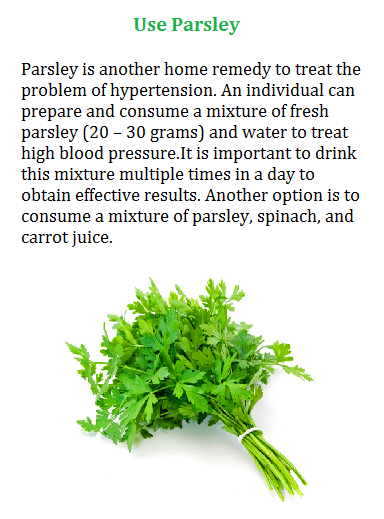 Use Parsley
Parsley is another home remedy to treat the
problem of hypertension. An individual can
prepare and consume a mixture of fresh
parsley (20 – 30 grams) and water to treat
high blood pressure.It is important to drink
this mixture multiple times in a day to
obtain effective results. Another option is to
consume a mixture of parsley, spinach, and
carrot juice.